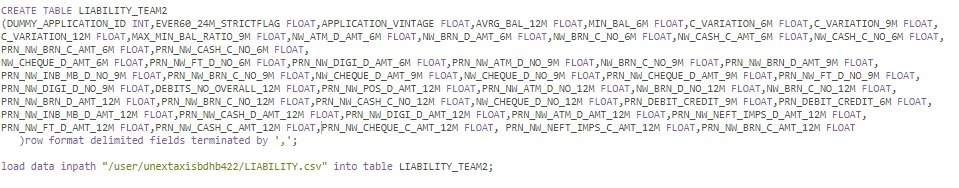 CREATE TABLE LIABILITY_TEAM2
(DUMMY_APPLICATION_ID INT,EVER60_24M_STRICTFLAG FLOAT,APPLICATION_VINTAGE FLOAT,AVRG_BAL_12M FLOAT,MIN_BAL_6M FLOAT,C_VARIATION_6M FLOAT,C_VARIATION_9M FLOAT,
C_VARIATION_12M FLOAT,MAX_MIN_BAL_RATIO_9M FLOAT,NW_ATM_D_AMT_6M FLOAT,NW_BRN_D_AMT_6M FLOAT,NW_BRN_C_NO_6M FLOAT,NW_CASH_C_AMT_6M FLOAT,NW_CASH_C_NO_6M FLOAT,
PRN_NW_BRN_C_AMT_6M FLOAT,PRN_NW_CASH_C_NO_6M FLOAT,
NW_CHEQUE_D_AMT_6M FLOAT,PRN_NW_FT_D_NO_6M FLOAT,PRN_NW_DIGI_D_AMT_6M FLOAT,PRN_NW_ATM_D_NO_9M FLOAT,NW_BRN_C_NO_9M FLOAT,PRN_NW_BRN_D_AMT_9M FLOAT,
PRN_NW_INB_MB_D_NO_9M FLOAT,PRN_NW_BRN_C_NO_9M FLOAT,NW_CHEQUE_D_AMT_9M FLOAT,NW_CHEQUE_D_NO_9M FLOAT,PRN_NW_CHEQUE_D_AMT_9M FLOAT,PRN_NW_FT_D_NO_9M FLOAT,
PRN_NW_DIGI_D_NO_9M FLOAT,DEBITS_NO_OVERALL_12M FLOAT,PRN_NW_POS_D_AMT_12M FLOAT,PRN_NW_ATM_D_NO_12M FLOAT,NW_BRN_D_NO_12M FLOAT,NW_BRN_C_NO_12M FLOAT,
PRN_NW_BRN_D_AMT_12M FLOAT,PRN_NW_BRN_C_NO_12M FLOAT,PRN_NW_CASH_C_NO_12M FLOAT,NW_CHEQUE_D_NO_12M FLOAT,PRN_DEBIT_CREDIT_9M FLOAT,PRN_DEBIT_CREDIT_6M FLOAT,
PRN_NW_INB_MB_D_AMT_12M FLOAT,PRN_NW_CASH_D_AMT_12M FLOAT,PRN_NW_DIGI_D_AMT_12M FLOAT,PRN_NW_ATM_D_AMT_12M FLOAT,PRN_NW_NEFT_IMPS_D_AMT_12M FLOAT,
PRN_NW_FT_D_AMT_12M FLOAT,PRN_NW_CASH_C_AMT_12M FLOAT,PRN_NW_CHEQUE_C_AMT_12M FLOAT, PRN_NW_NEFT_IMPS_C_AMT_12M FLOAT,PRN_NW_BRN_C_AMT_12M FLOAT
)row format delimited fields terminated by ',';
load data inpath "/user/unextaxisbdhb422/LIABILITY.csv" into table LIABILITY_TEAM2;